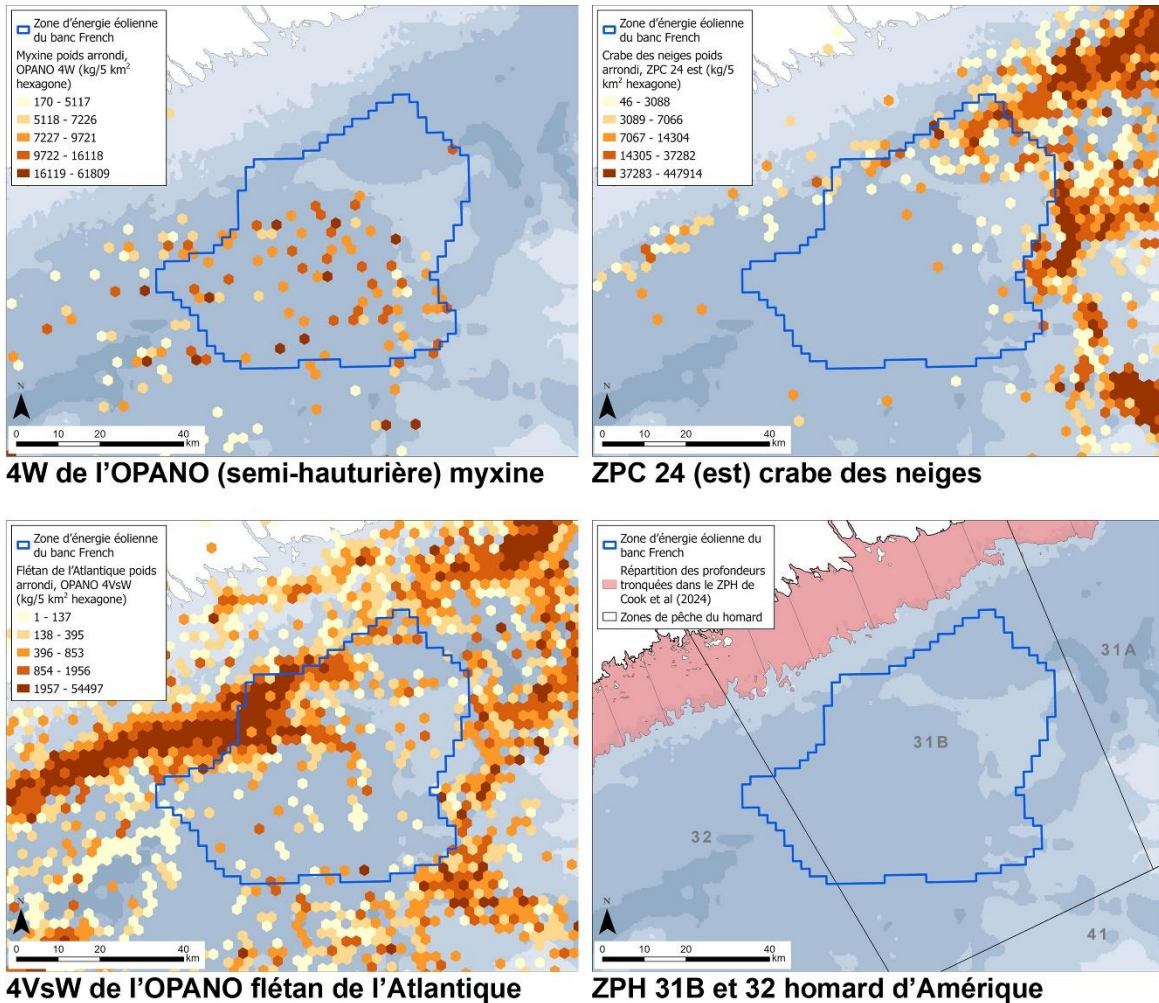 Zone d'énergie éolienne
du banc French
Myxine poids arrondi,
OPANO 4W (kg/5 km²
hexagone)
170 - 5117
5118 - 7226
7227 - 9721
9722 - 16118
16119 - 61809
N
0 10 20 40
km
4W de l'OPANO (semi-hauturière) myxine
Zone d'énergie éolienne
du banc French
Crabe des neiges poids
arrondi, ZPC 24 est (kg/5
km² hexagone)
46 - 3088
3089 - 7066
7067 - 14304
14305 - 37282
37283 - 447914
N
0 10 20 40
km
ZPC 24 (est) crabe des neiges
Zone d'énergie éolienne
du banc French
Flétan de l'Atlantique poids
arrondi, OPANO 4VsW
(kg/5 km² hexagone)
1 - 137
138 - 395
396 - 853
854 - 1956
1957 - 54497
N
0 10 20 40
km
4VsW de l'OPANO flétan de l'Atlantique
Zone d'énergie éolienne du
banc French
Répartition des profondeurs
tronquées dans le ZPH de
Cook et al (2024)
Zones de pêche du homard
31A
31B
32
41
N
0 10 20 40
km
ZPH 31B et 32 homard d'Amérique